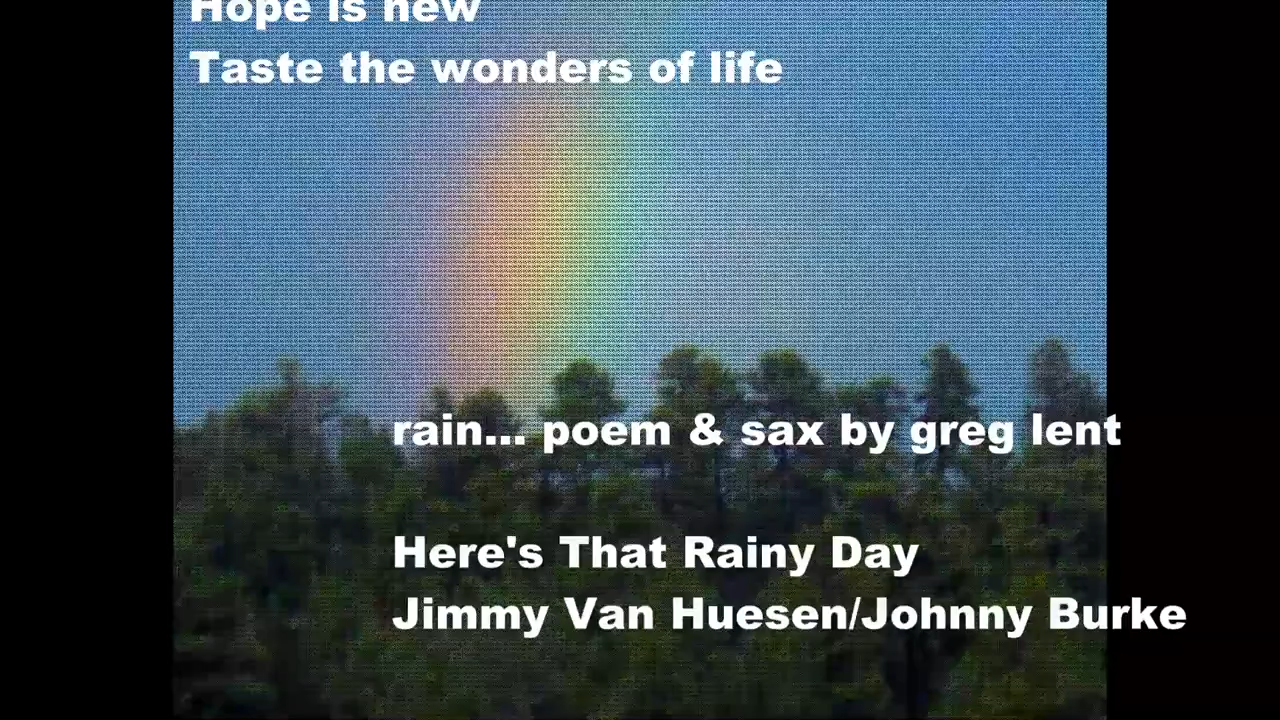 Hope is new
Taste the wonders of life
rain... poem & sax by greg lent
Here's That Rainy Day
Jimmy Van Huesen/Johnny Burke